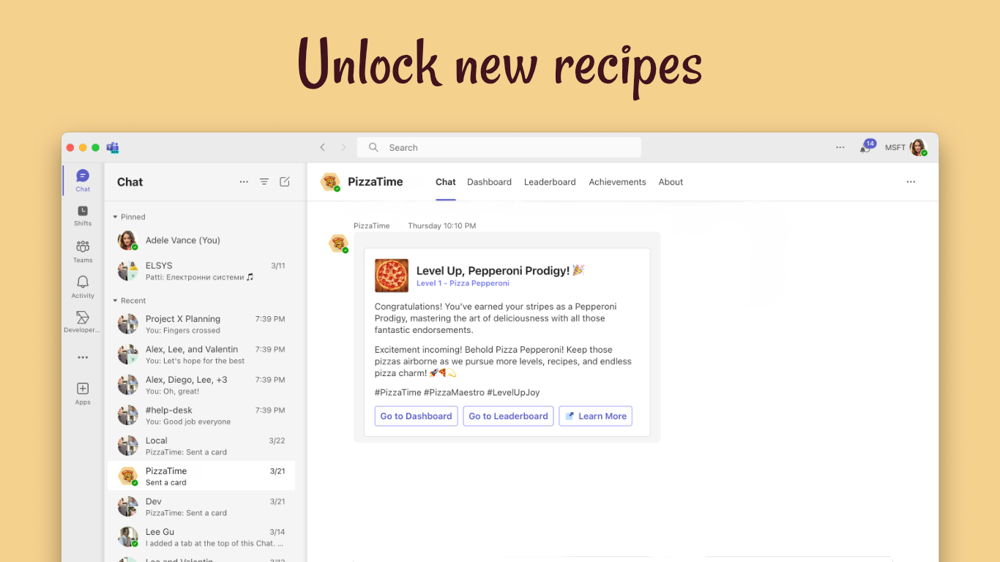 Unlock new recipes
Search
14
MSFT
Chat
Shifts
Teams
Activity
Developer...
Apps
Chat
Pinned
Adele Vance (You)
ELSYS 3/11
Patti: Електронни системи 🎵
Recent
Project X Planning 7:39 PM
You: Fingers crossed
Alex, Lee, and Valentin 7:39 PM
You: Let's hope for the best
Alex, Diego, Lee, +3 7:39 PM
You: Oh, great!
#help-desk 7:39 PM
You: Good job everyone
Local 3/22
PizzaTime: Sent a card
PizzaTime 3/21
Sent a card
Dev 3/21
PizzaTime: Sent a card
Lee Gu 3/14
I added a tab at the top of this Chat. ...
Lee and Valentin 3/12
PizzaTime Chat Dashboard Leaderboard Achievements About
PizzaTime Thursday 10:10 PM
Level Up, Pepperoni Prodigy! 🎉
Level 1 - Pizza Pepperoni
Congratulations! You've earned your stripes as a Pepperoni
Prodigy, mastering the art of deliciousness with all those
fantastic endorsements.
Excitement incoming! Behold Pizza Pepperoni! Keep those
pizzas airborne as we pursue more levels, recipes, and endless
pizza charm! 🚀🍕💫
#PizzaTime #PizzaMaestro #LevelUpJoy
Go to Dashboard Go to Leaderboard Learn More